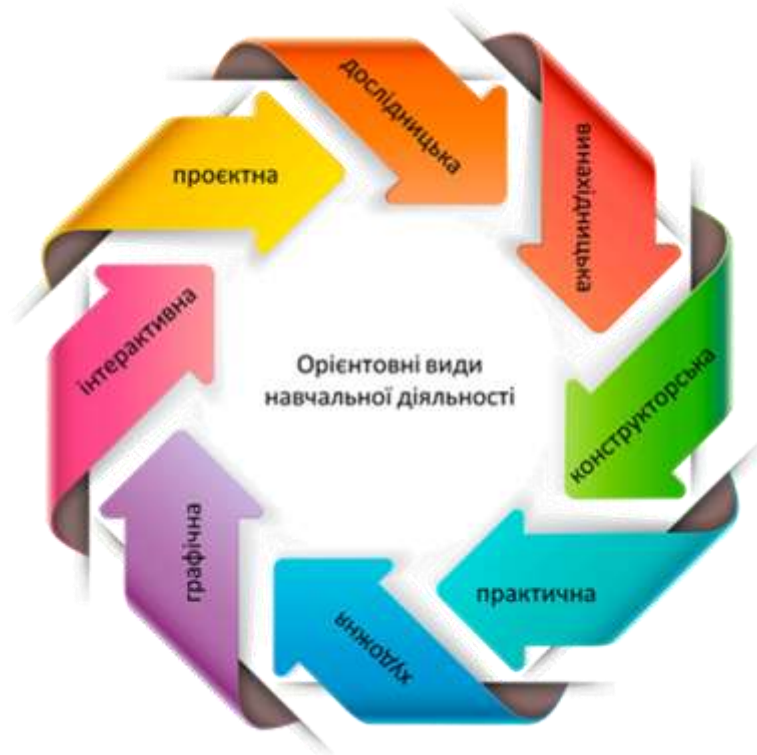 Орієнтовні види
навчальної діяльності
проєктна
дослідницька
винахідницька
конструкторська
практична
художня
графічна
інтерактивна